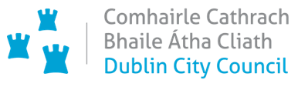 Comhairle Cathrach
Bhaile Átha Cliath
Dublin City Council